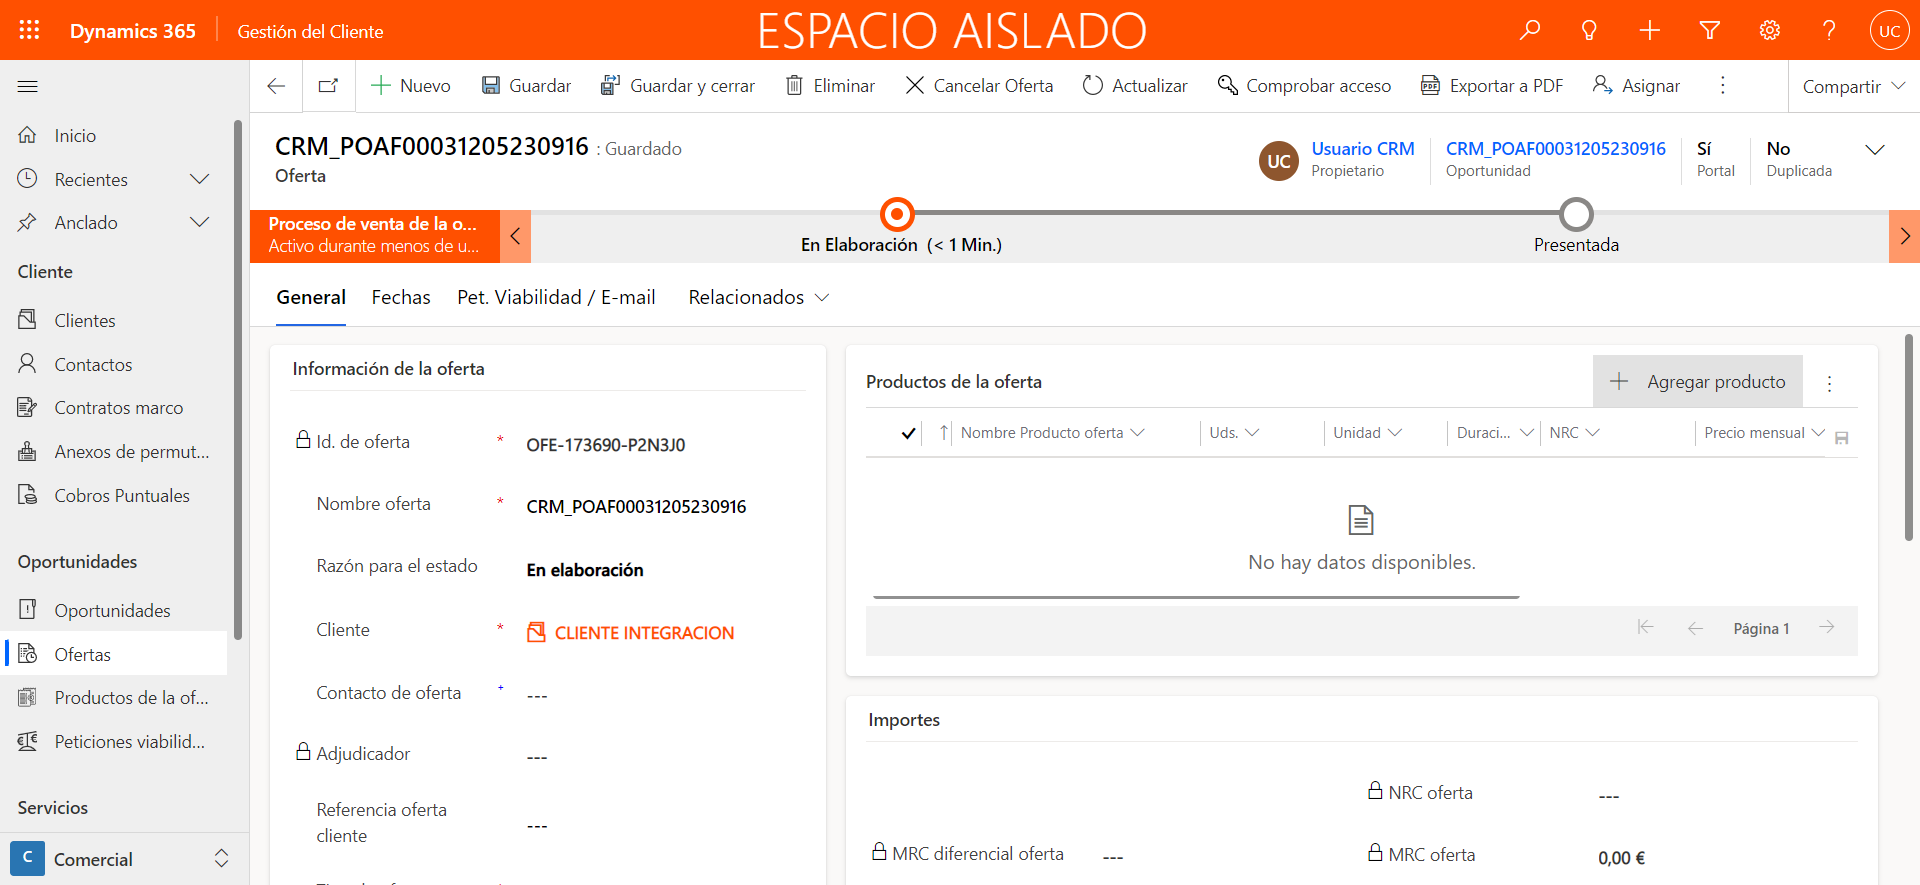 Dynamics 365
Gestión del Cliente
ESPACIO AISLADO
UC
Nuevo
Guardar
Guardar y cerrar
Eliminar
Cancelar Oferta
Actualizar
Comprobar acceso
Exportar a PDF
Asignar
Compartir
Inicio
Recientes
Anclado
Cliente
Clientes
Contactos
Contratos marco
Anexos de permut...
Cobros Puntuales
Oportunidades
Oportunidades
Ofertas
Productos de la of...
Peticiones viabilid...
Servicios
C Comercial
CRM_POAF00031205230916 : Guardado
Oferta
UC
Usuario CRM
Propietario
CRM_POAF00031205230916
Oportunidad
Sí
Portal
No
Duplicada
Proceso de venta de la o...
Activo durante menos de u...
En Elaboración (< 1 Min.)
Presentada
General
Fechas
Pet. Viabilidad / E-mail
Relacionados
Información de la oferta
Id. de oferta * OFE-173690-P2N3J0
Nombre oferta * CRM_POAF00031205230916
Razón para el estado En elaboración
Cliente * CLIENTE INTEGRACION
Contacto de oferta + ---
Adjudicador ---
Referencia oferta
cliente ---
Productos de la oferta
Agregar producto
Nombre Producto oferta
Uds.
Unidad
Duraci...
NRC
Precio mensual
No hay datos disponibles.
Página 1
Importes
NRC oferta ---
MRC diferencial oferta ---
MRC oferta 0,00 €